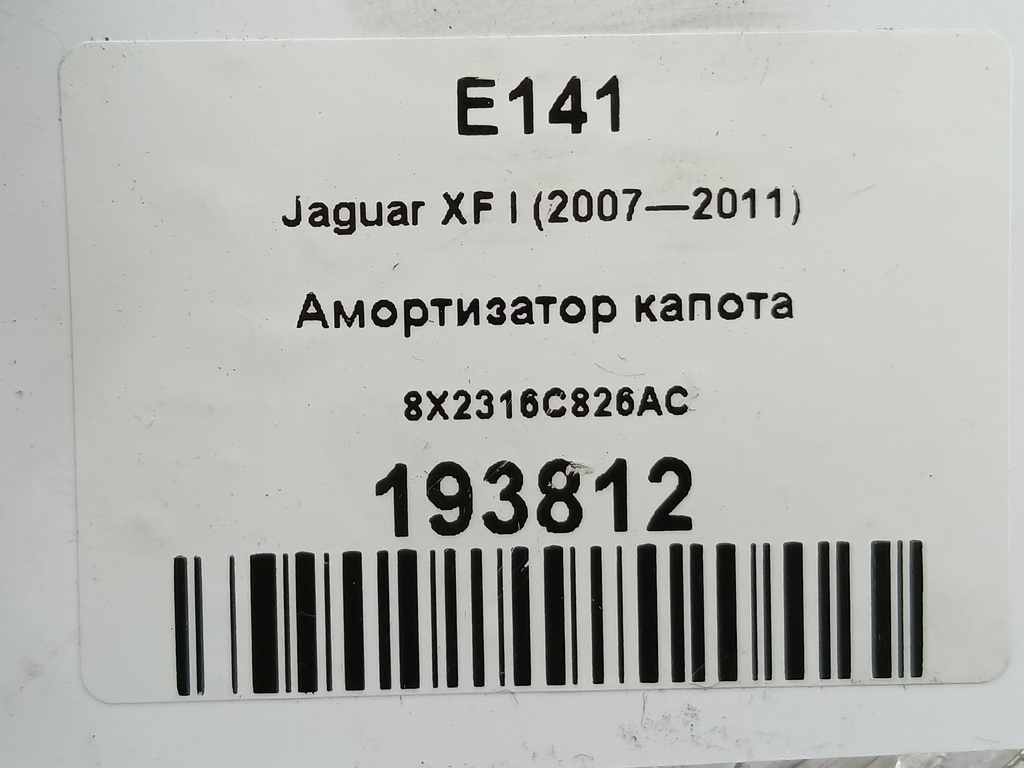 E141
Jaguar XF I (2007—2011)
Амортизатор капота
8X2316C826AC
193812